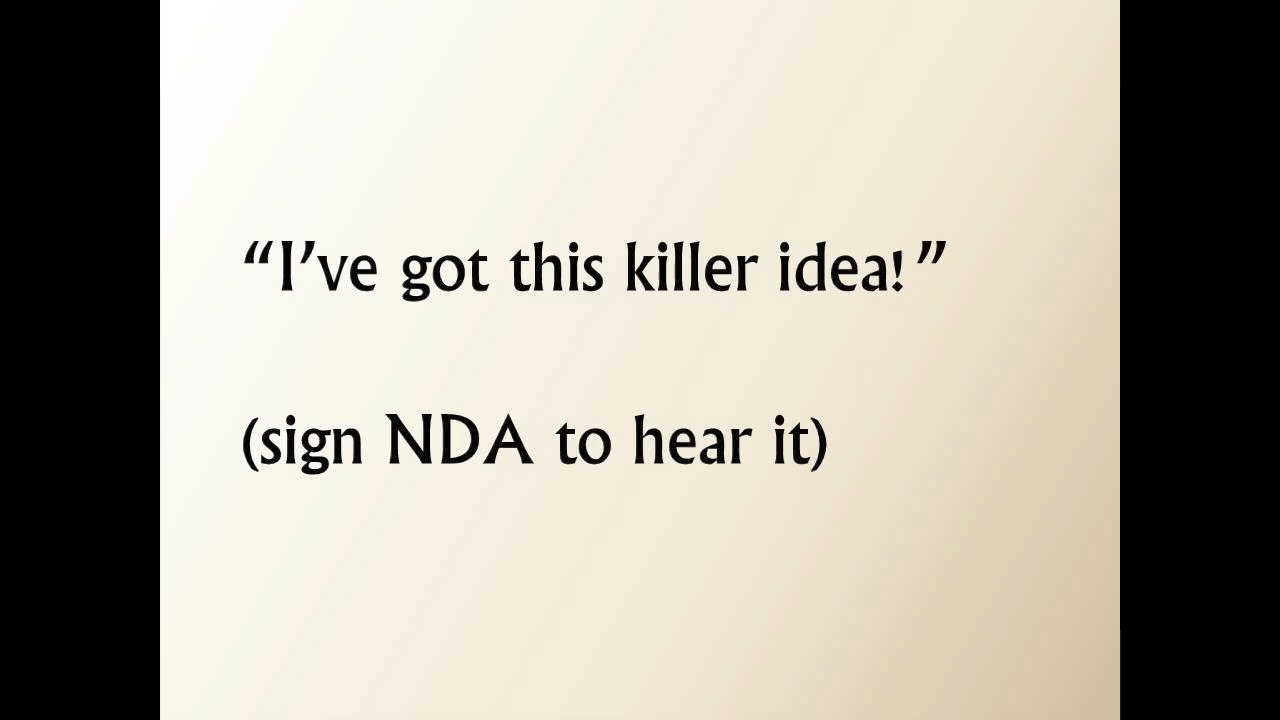 “I’ve got this killer idea!”
(sign NDA to hear it)